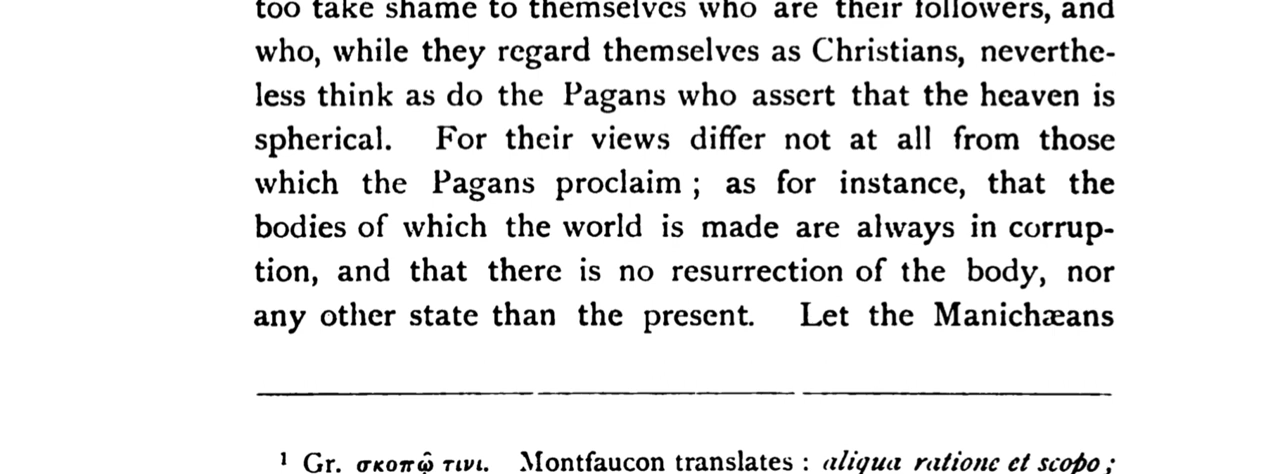 too take shame to themselves who are their followers, and
who, while they regard themselves as Christians, neverthe-
less think as do the Pagans who assert that the heaven is
spherical. For their views differ not at all from those
which the Pagans proclaim ; as for instance, that the
bodies of which the world is made are always in corrup-
tion, and that there is no resurrection of the body, nor
any other state than the present. Let the Manichæans
¹ Gr. σκοπῷ τινι. Montfaucon translates : aliqua ratione et scopo ;